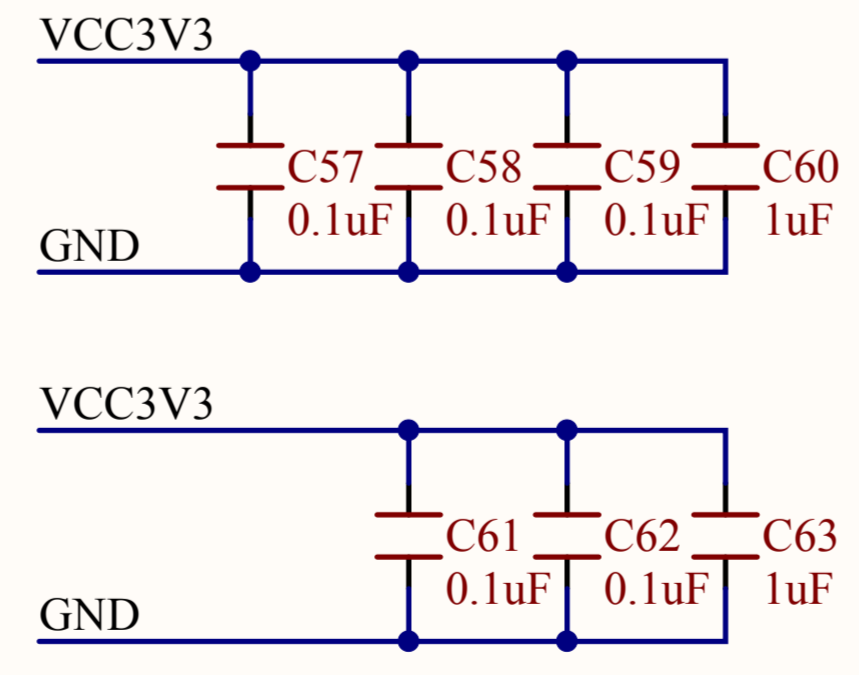 VCC3V3
C57 C58 C59 C60
0.1uF 0.1uF 0.1uF 1uF
GND
VCC3V3
C61 C62 C63
0.1uF 0.1uF 1uF
GND